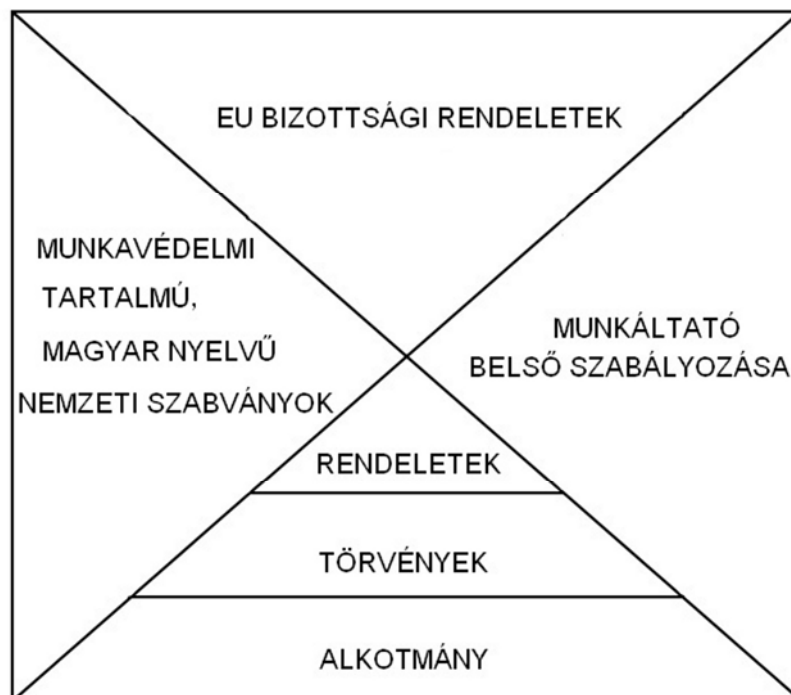 EU BIZOTTSÁGI RENDELETEK
MUNKAVÉDELMI
TARTALMÚ,
MAGYAR NYELVŰ
NEMZETI SZABVÁNYOK
MUNKÁLTATÓ
BELSŐ SZABÁLYOZÁSA
RENDELETEK
TÖRVÉNYEK
ALKOTMÁNY